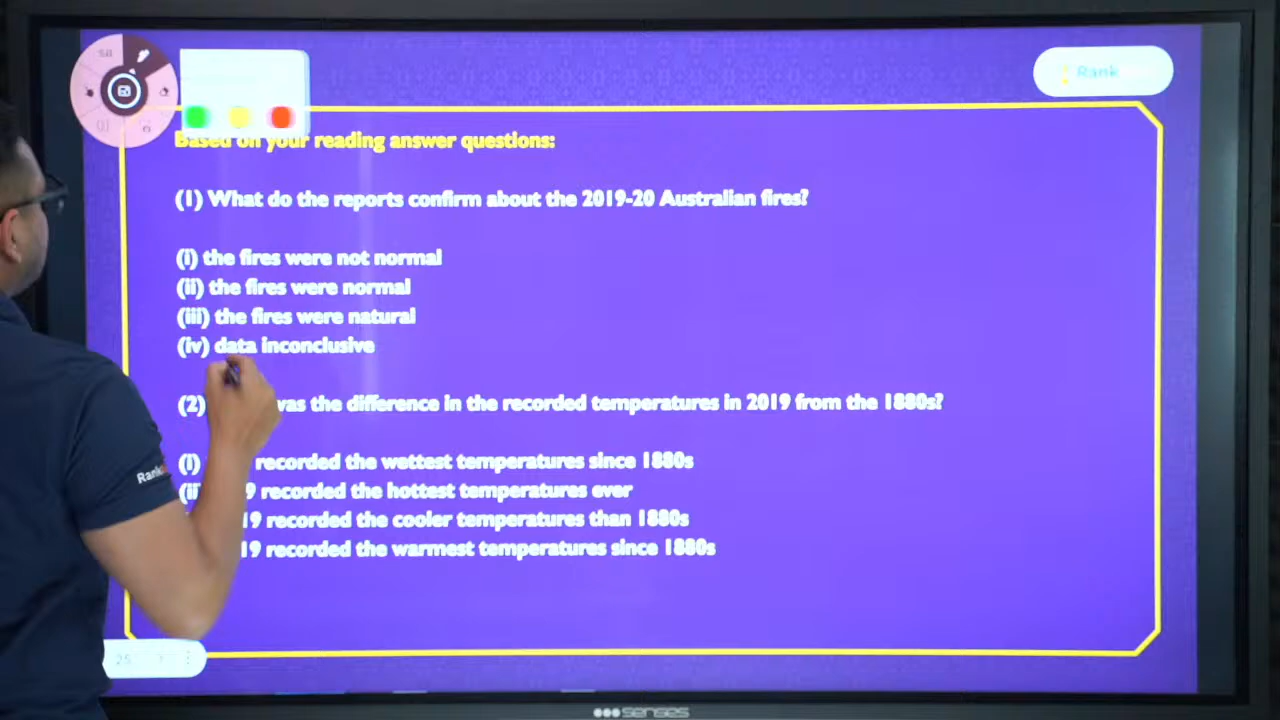 Rank
Based on your reading answer questions:
(1) What do the reports confirm about the 2019-20 Australian fires?
(i) the fires were not normal
(ii) the fires were normal
(iii) the fires were natural
(iv) data inconclusive
(2) was the difference in the recorded temperatures in 2019 from the 1880s?
(i) recorded the wettest temperatures since 1880s
(ii 9 recorded the hottest temperatures ever
19 recorded the cooler temperatures than 1880s
19 recorded the warmest temperatures since 1880s
Rank
25
senses